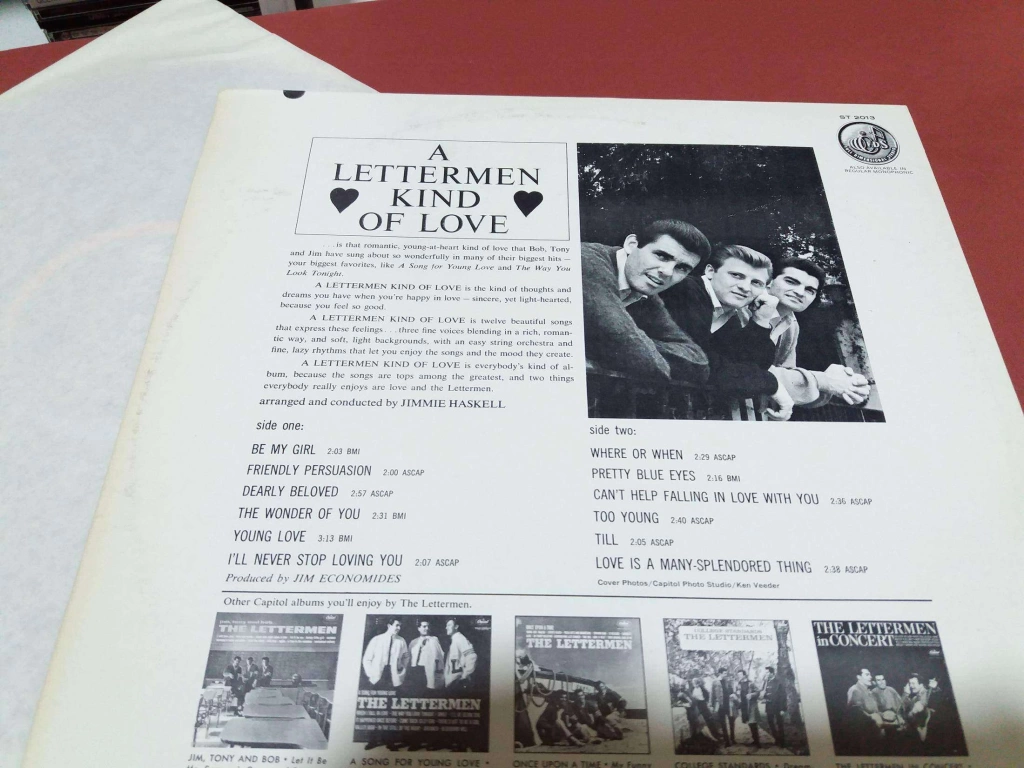 ST 2013
ALSO AVAILABLE IN
REGULAR MONOPHONIC
A
LETTERMEN
KIND
OF LOVE
. . . is that romantic, young-at-heart kind of love that Bob, Tony
and Jim have sung about so wonderfully in many of their biggest hits —
your biggest favorites, like A Song for Young Love and The Way You
Look Tonight.
A LETTERMEN KIND OF LOVE is the kind of thoughts and
dreams you have when you're happy in love — sincere, yet light-hearted,
because you feel so good.
A LETTERMEN KIND OF LOVE is twelve beautiful songs
that express these feelings . . . three fine voices blending in a rich, roman-
tic way, and soft, light backgrounds, with an easy string orchestra and
fine, lazy rhythms that let you enjoy the songs and the mood they create.
A LETTERMEN KIND OF LOVE is everybody's kind of al-
bum, because the songs are tops among the greatest, and two things
everybody really enjoys are love and the Lettermen.
arranged and conducted by JIMMIE HASKELL
side one:
BE MY GIRL 2:03 BMI
FRIENDLY PERSUASION 2:00 ASCAP
DEARLY BELOVED 2:57 ASCAP
THE WONDER OF YOU 2:31 BMI
YOUNG LOVE 3:13 BMI
I'LL NEVER STOP LOVING YOU 2:07 ASCAP
Produced by JIM ECONOMIDES
side two:
WHERE OR WHEN 2:29 ASCAP
PRETTY BLUE EYES 2:16 BMI
CAN'T HELP FALLING IN LOVE WITH YOU 2:36 ASCAP
TOO YOUNG 2:40 ASCAP
TILL 2:05 ASCAP
LOVE IS A MANY-SPLENDORED THING 2:38 ASCAP
Cover Photos/Capitol Photo Studio/Ken Veeder
Other Capitol albums you'll enjoy by The Lettermen.
THE LETTERMEN
A SONG FOR YOUNG LOVE
THE LETTERMEN
THE LETTERMEN
COLLEGE STANDARDS
THE LETTERMEN
THE LETTERMEN
in CONCERT
JIM, TONY AND BOB • Let It Be
A SONG FOR YOUNG LOVE •
ONCE UPON A TIME • My Funny
COLLEGE STANDARDS • Dream
THE LETTERMEN IN CONCERT •